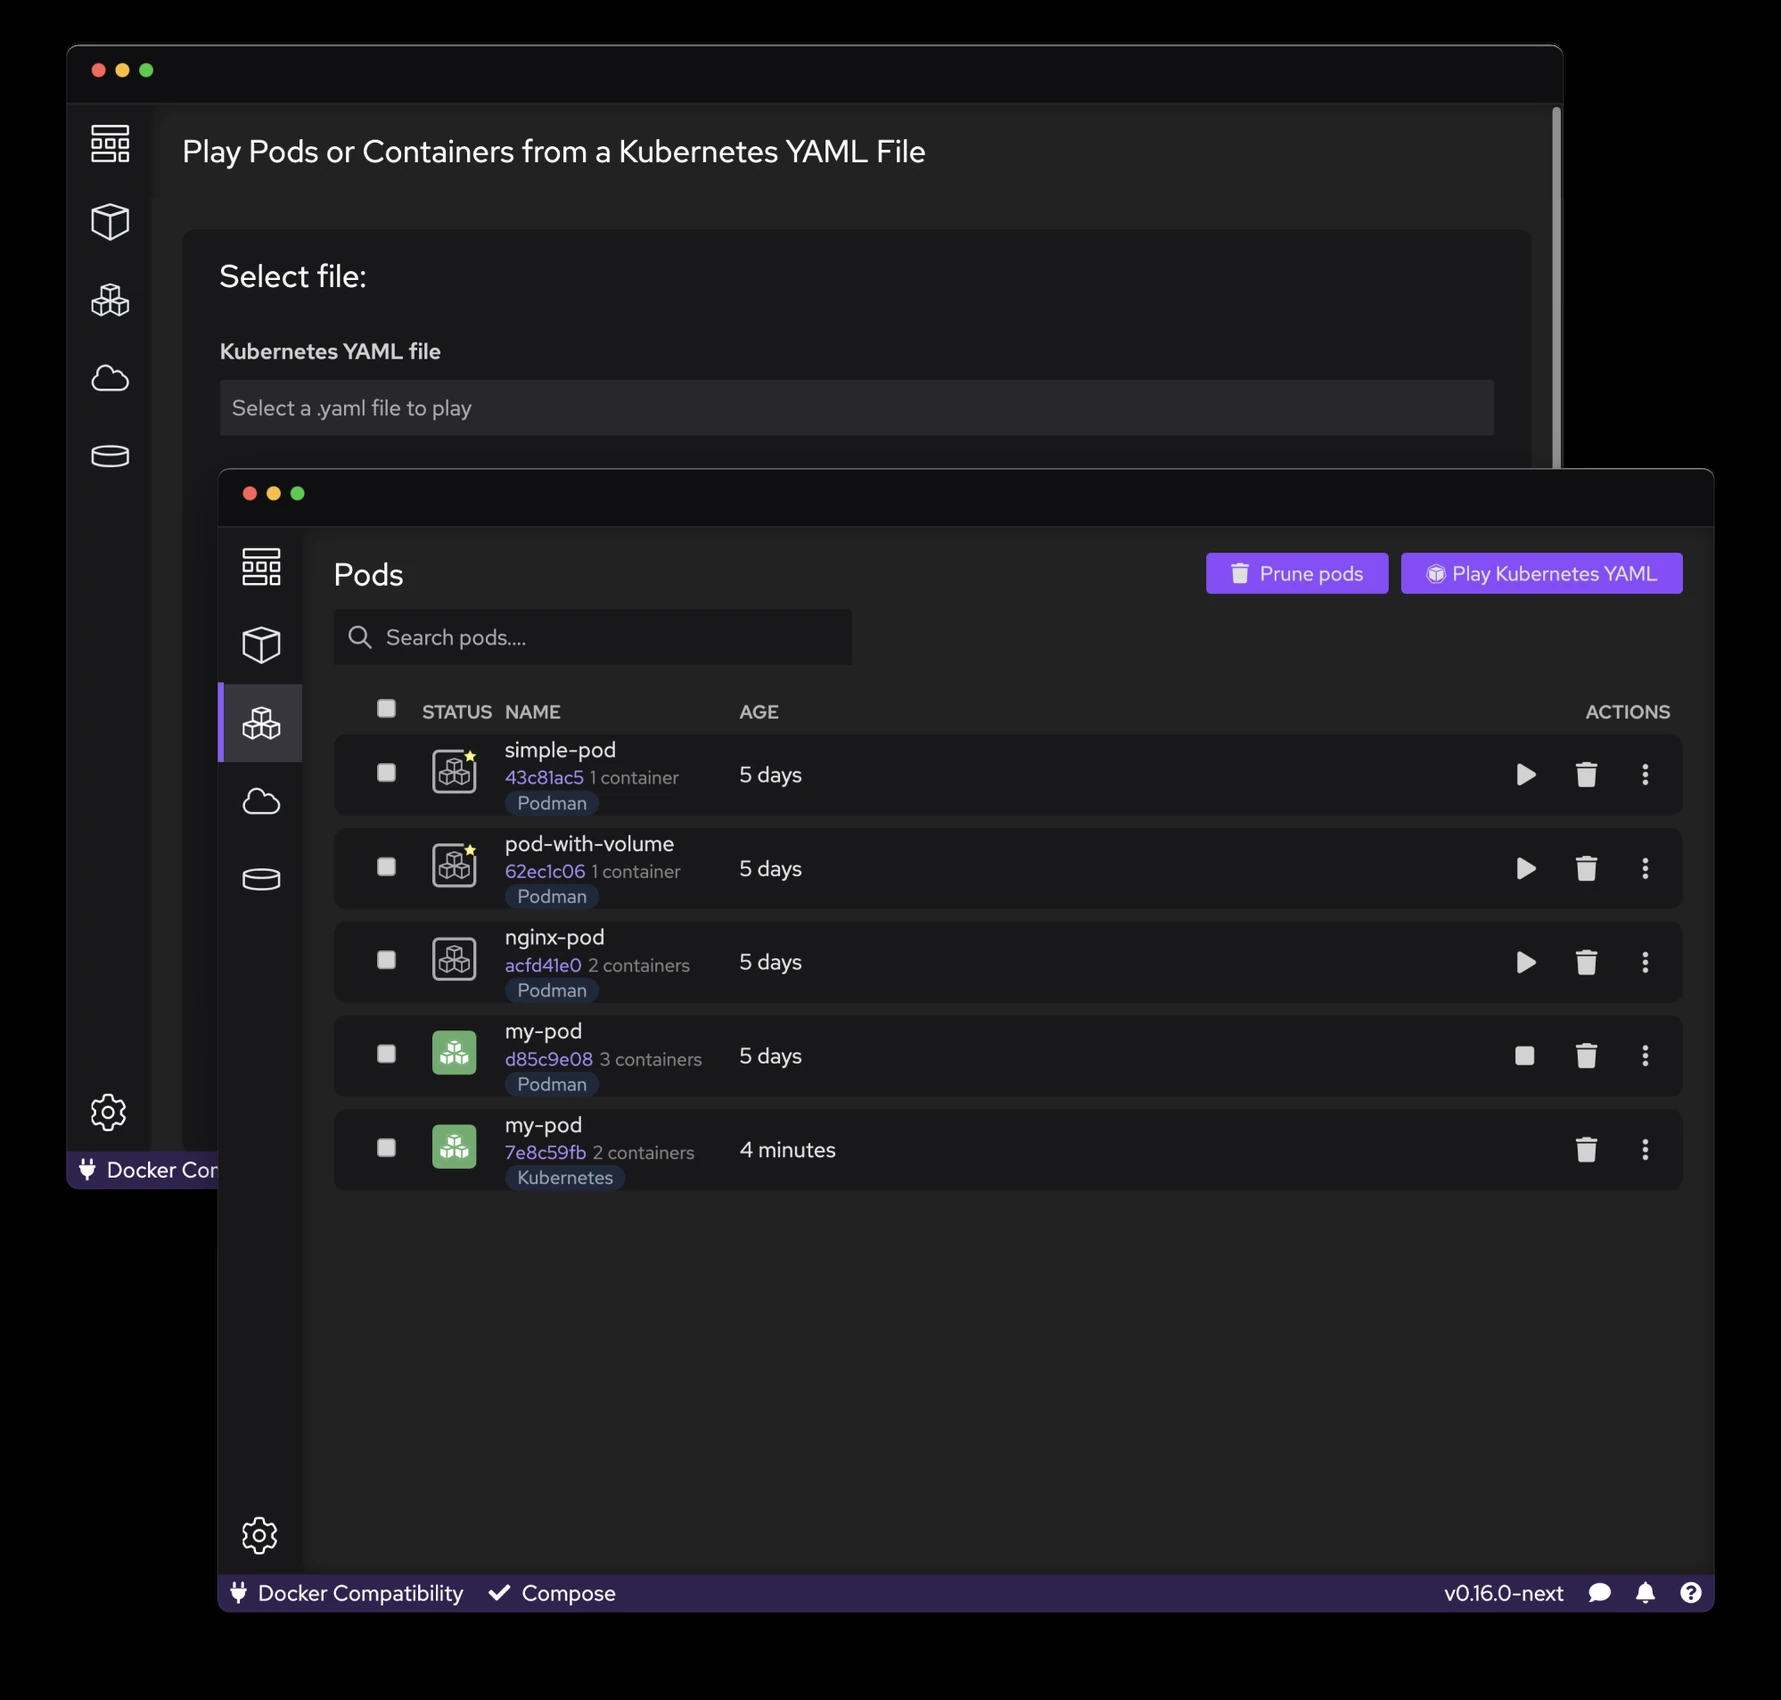 Play Pods or Containers from a Kubernetes YAML File
Select file:
Kubernetes YAML file
Select a .yaml file to play
Docker Cor
Pods
Prune pods
Play Kubernetes YAML
Search pods....
STATUS NAME AGE ACTIONS
simple-pod
43c81ac5 1 container
Podman
5 days
pod-with-volume
62ec1c06 1 container
Podman
5 days
nginx-pod
acfd41e0 2 containers
Podman
5 days
my-pod
d85c9e08 3 containers
Podman
5 days
my-pod
7e8c59fb 2 containers
Kubernetes
4 minutes
Docker Compatibility Compose v0.16.0-next